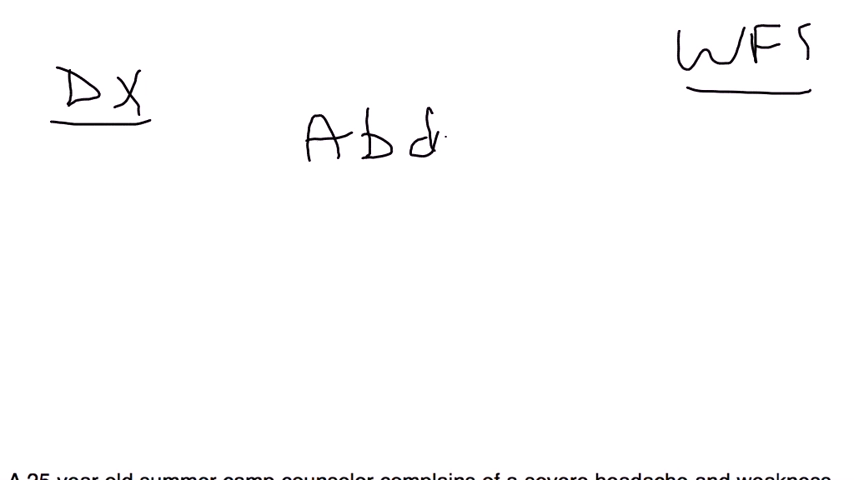 DX
WFS
Abd
A 25 year old summer camp counselor complains of a severe headache and weakness